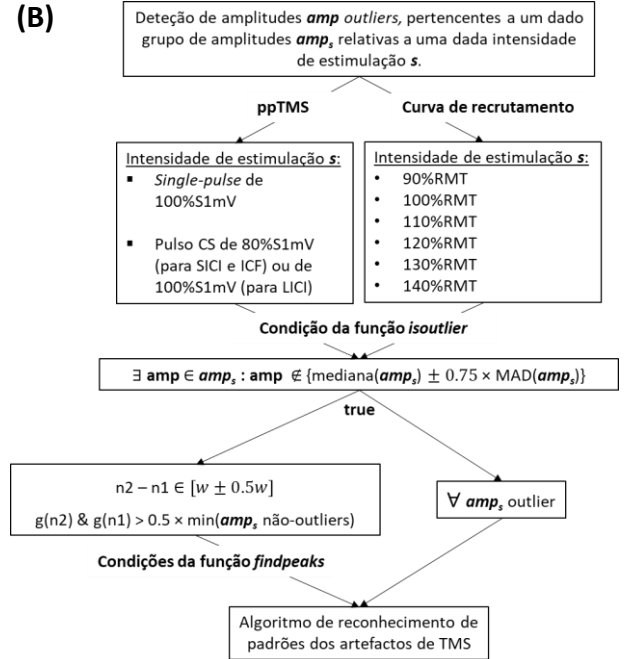 (B)
Deteção de amplitudes amp outliers, pertencentes a um dado
grupo de amplitudes ampₛ relativas a uma dada intensidade
de estimulação s.
ppTMS
Curva de recrutamento
Intensidade de estimulação s:
▪ Single-pulse de
100%S1mV
▪ Pulso CS de 80%S1mV
(para SICI e ICF) ou de
100%S1mV (para LICI)
Intensidade de estimulação s:
• 90%RMT
• 100%RMT
• 110%RMT
• 120%RMT
• 130%RMT
• 140%RMT
Condição da função isoutlier
∃ amp ∈ ampₛ : amp ∉ {mediana(ampₛ) ± 0.75 × MAD(ampₛ)}
true
n2 – n1 ∈ [w ± 0.5w]
g(n2) & g(n1) > 0.5 × min(ampₛ não-outliers)
∀ ampₛ outlier
Condições da função findpeaks
Algoritmo de reconhecimento de
padrões dos artefactos de TMS